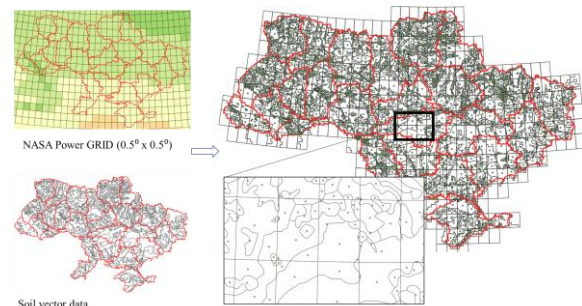 NASA Power GRID (0.5⁰ x 0.5⁰)
Soil vector data